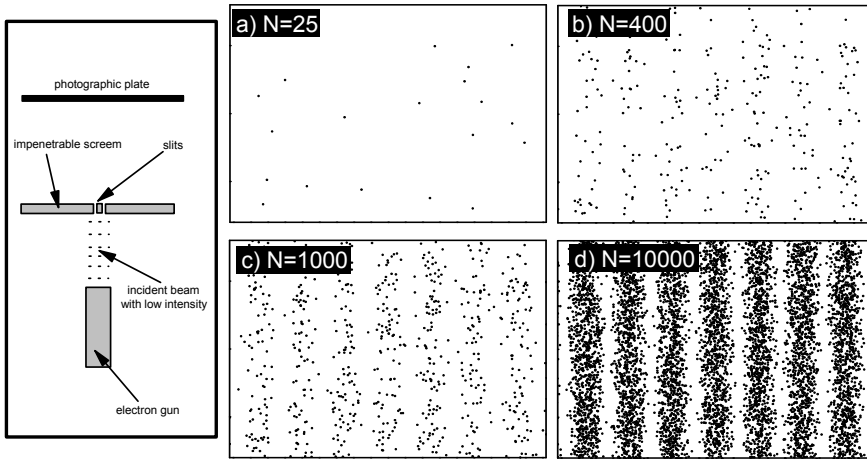 photographic plate
impenetrable screem
slits
incident beam
with low intensity
electron gun
a) N=25
b) N=400
c) N=1000
d) N=10000